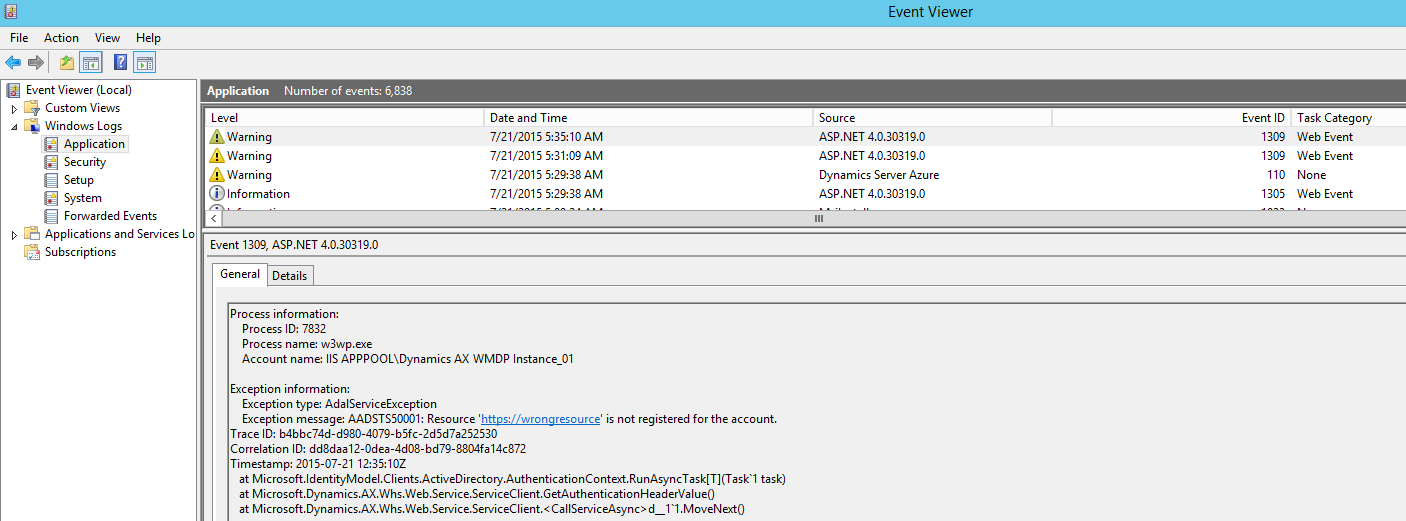 Event Viewer
File Action View Help
Event Viewer (Local)
Custom Views
Windows Logs
Application
Security
Setup
System
Forwarded Events
Applications and Services Lo
Subscriptions
Application Number of events: 6,838
Level Date and Time Source Event ID Task Category
Warning 7/21/2015 5:35:10 AM ASP.NET 4.0.30319.0 1309 Web Event
Warning 7/21/2015 5:31:09 AM ASP.NET 4.0.30319.0 1309 Web Event
Warning 7/21/2015 5:29:38 AM Dynamics Server Azure 110 None
Information 7/21/2015 5:29:38 AM ASP.NET 4.0.30319.0 1305 Web Event
Event 1309, ASP.NET 4.0.30319.0
General Details
Process information:
Process ID: 7832
Process name: w3wp.exe
Account name: IIS APPPOOL\Dynamics AX WMDP Instance_01
Exception information:
Exception type: AdalServiceException
Exception message: AADSTS50001: Resource 'https://wrongresource' is not registered for the account.
Trace ID: b4bbc74d-d980-4079-b5fc-2d5d7a252530
Correlation ID: dd8daa12-0dea-4d08-bd79-8804fa14c872
Timestamp: 2015-07-21 12:35:10Z
at Microsoft.IdentityModel.Clients.ActiveDirectory.AuthenticationContext.RunAsyncTask[T](Task`1 task)
at Microsoft.Dynamics.AX.Whs.Web.Service.ServiceClient.GetAuthenticationHeaderValue()
at Microsoft.Dynamics.AX.Whs.Web.Service.ServiceClient.<CallServiceAsync>d__1`1.MoveNext()